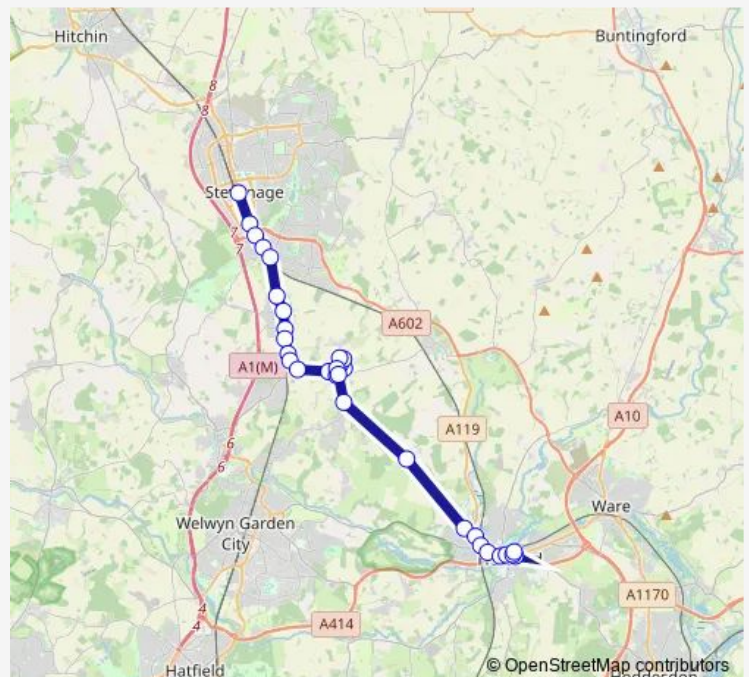 Hitchin
Buntingford
8
8
Stevenage
7
7
A602
A1(M)
A10
A119
6
6
Ware
Welwyn Garden
City
4
4
A414
A1170
Hatfield
© OpenStreetMap contributors